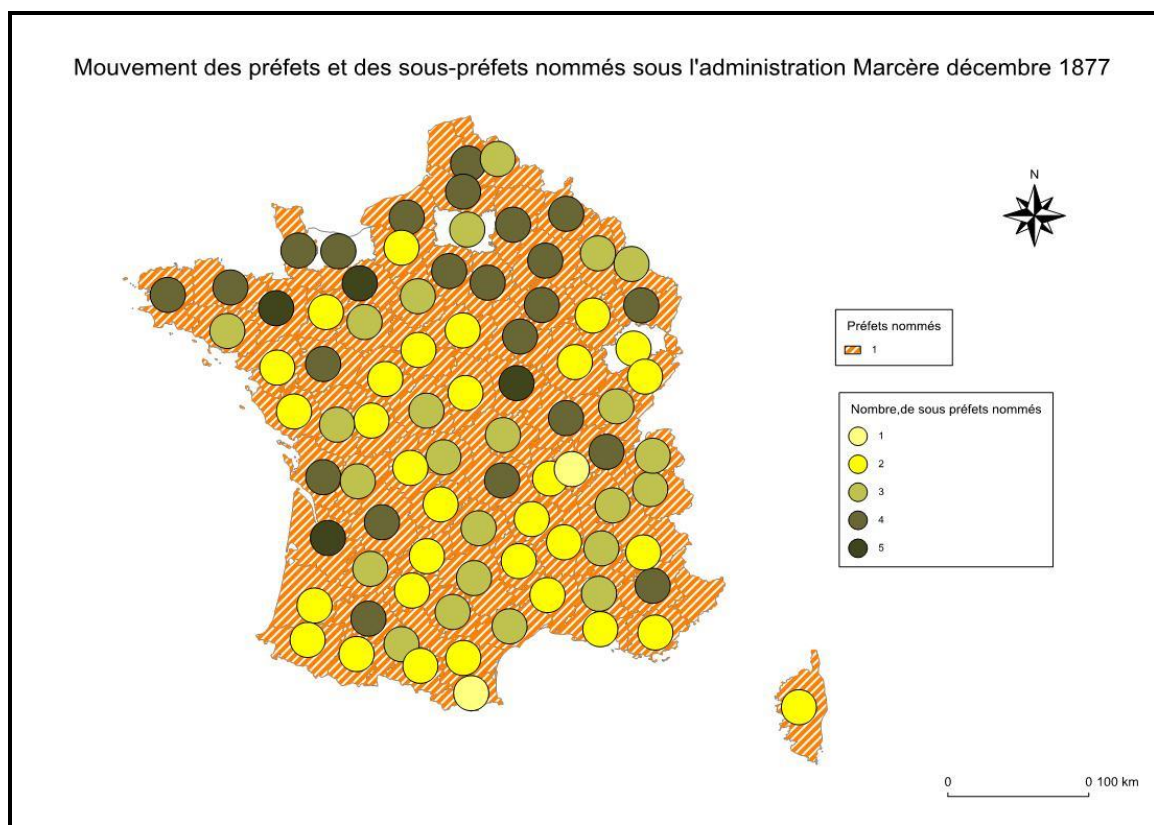 Mouvement des préfets et des sous-préfets nommés sous l'administration Marcère décembre 1877
N
Préfets nommés
1
Nombre,de sous préfets nommés
1
2
3
4
5
0 0 100 km